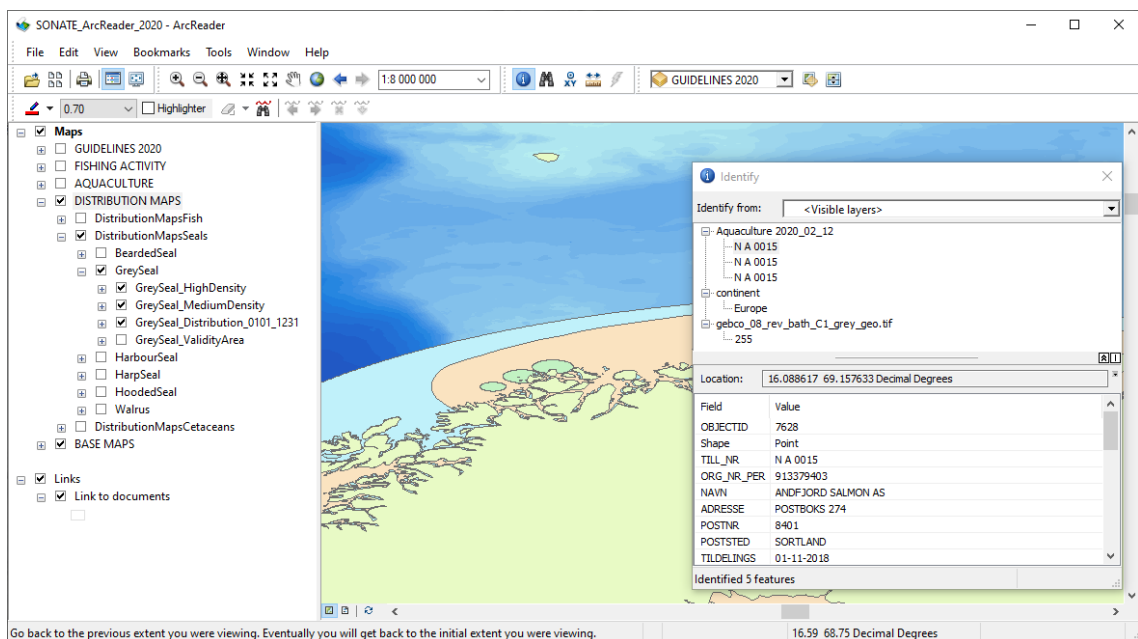 SONATE_ArcReader_2020 - ArcReader
File Edit View Bookmarks Tools Window Help
1:8 000 000 GUIDELINES 2020
0.70 Highlighter
Maps
GUIDELINES 2020
FISHING ACTIVITY
AQUACULTURE
DISTRIBUTION MAPS
DistributionMapsFish
DistributionMapsSeals
BeardedSeal
GreySeal
GreySeal_HighDensity
GreySeal_MediumDensity
GreySeal_Distribution_0101_1231
GreySeal_ValidityArea
HarbourSeal
HarpSeal
HoodedSeal
Walrus
DistributionMapsCetaceans
BASE MAPS
Links
Link to documents
Identify
Identify from: <Visible layers>
Aquaculture 2020_02_12
N A 0015
N A 0015
N A 0015
continent
Europe
gebco_08_rev_bath_C1_grey_geo.tif
255
Location: 16.088617 69.157633 Decimal Degrees
Field Value
OBJECTID 7628
Shape Point
TILL_NR N A 0015
ORG_NR_PER 913379403
NAVN ANDFJORD SALMON AS
ADRESSE POSTBOKS 274
POSTNR 8401
POSTSTED SORTLAND
TILDELINGS 01-11-2018
Identified 5 features
Go back to the previous extent you were viewing. Eventually you will get back to the initial extent you were viewing. 16.59 68.75 Decimal Degrees